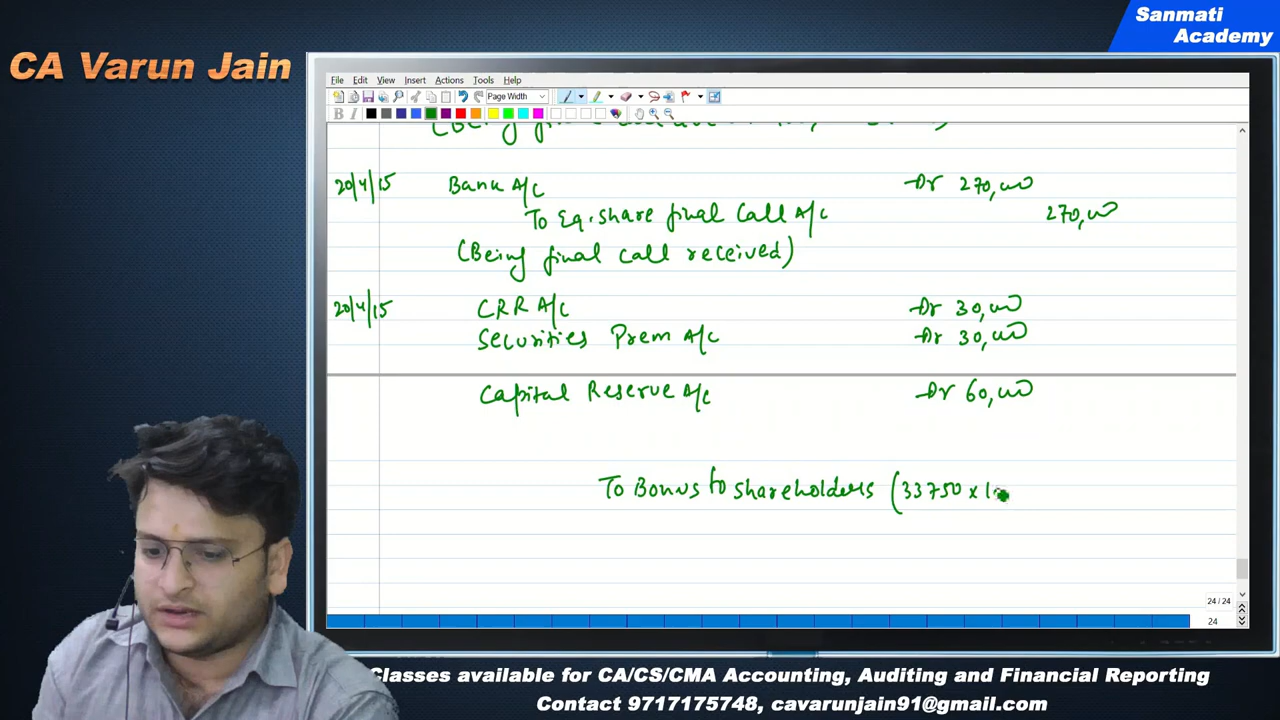 Sanmati
Academy
CA Varun Jain
File Edit View Insert Actions Tools Help
Page Width
20/4/15 Bank A/c Dr 270,000
To Eq. share final Call A/c 270,000
(Being final call received)
20/4/15 CRR A/c Dr 30,000
Securities Prem A/c Dr 30,000
Capital Reserve A/c Dr 60,000
To Bonus to shareholders (33750 x 1
24 / 24
24
Classes available for CA/CS/CMA Accounting, Auditing and Financial Reporting
Contact 9717175748, cavarunjain91@gmail.com